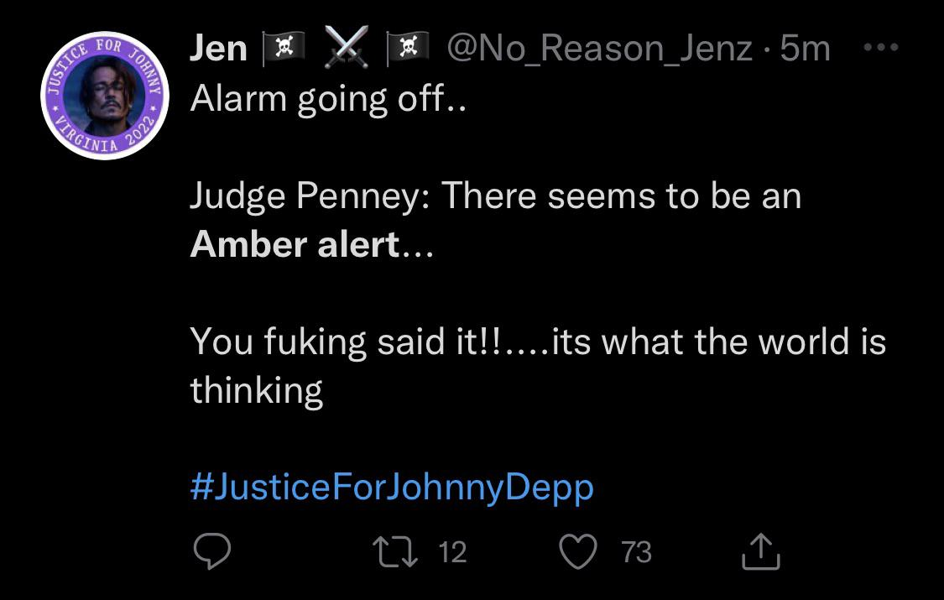 JUSTICE FOR JOHNNY
VIRGINIA 2022
Jen 🏴‍☠️ ⚔️ 🏴‍☠️ @No_Reason_Jenz · 5m ...
Alarm going off..
Judge Penney: There seems to be an
Amber alert...
You fuking said it!!....its what the world is
thinking
#JusticeForJohnnyDepp
12 73